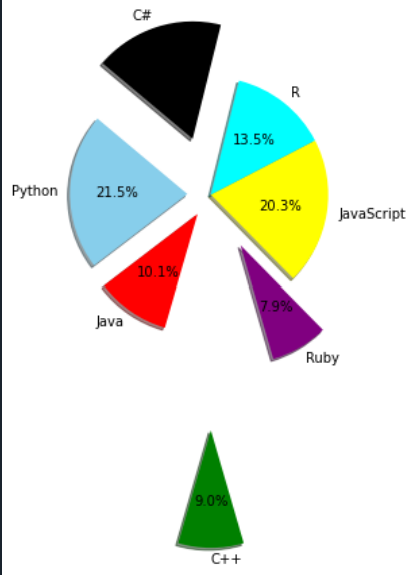 C#
R
13.5%
Python
21.5%
20.3%
JavaScript
10.1%
7.9%
Java
Ruby
9.0%
C++